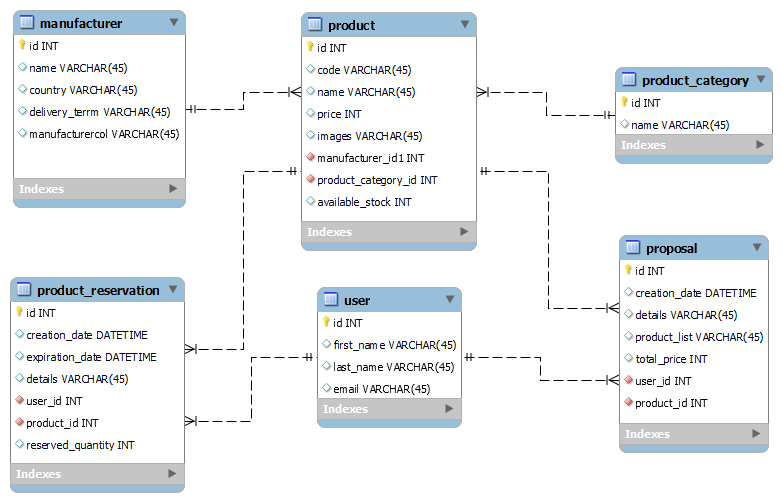 manufacturer
id INT
name VARCHAR(45)
country VARCHAR(45)
delivery_terrm VARCHAR(45)
manufacturercol VARCHAR(45)
Indexes
product
id INT
code VARCHAR(45)
name VARCHAR(45)
price INT
images VARCHAR(45)
manufacturer_id1 INT
product_category_id INT
available_stock INT
Indexes
product_category
id INT
name VARCHAR(45)
Indexes
product_reservation
id INT
creation_date DATETIME
expiration_date DATETIME
details VARCHAR(45)
user_id INT
product_id INT
reserved_quantity INT
Indexes
user
id INT
first_name VARCHAR(45)
last_name VARCHAR(45)
email VARCHAR(45)
Indexes
proposal
id INT
creation_date DATETIME
details VARCHAR(45)
product_list VARCHAR(45)
total_price INT
user_id INT
product_id INT
Indexes